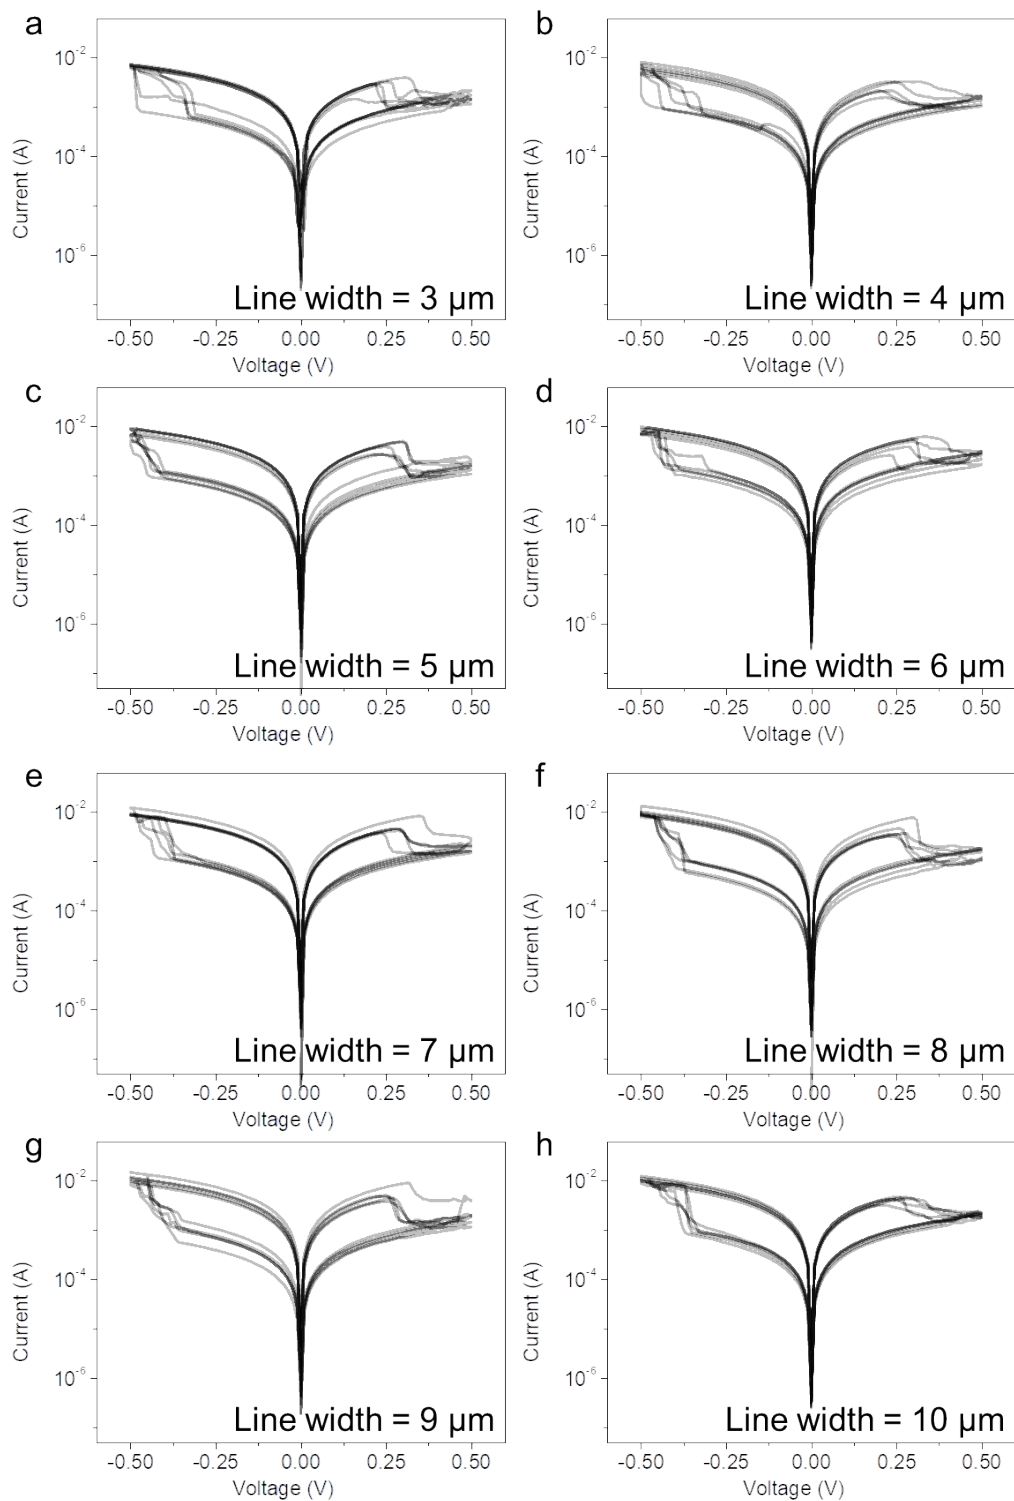 a
b
10⁻²
10⁻⁴
10⁻⁶
Current (A)
Line width = 3 µm
-0.50 -0.25 0.00 0.25 0.50
Voltage (V)
10⁻²
10⁻⁴
10⁻⁶
Current (A)
Line width = 4 µm
-0.50 -0.25 0.00 0.25 0.50
Voltage (V)
c
d
10⁻²
10⁻⁴
10⁻⁶
Current (A)
Line width = 5 µm
-0.50 -0.25 0.00 0.25 0.50
Voltage (V)
10⁻²
10⁻⁴
10⁻⁶
Current (A)
Line width = 6 µm
-0.50 -0.25 0.00 0.25 0.50
Voltage (V)
e
f
10⁻²
10⁻⁴
10⁻⁶
Current (A)
Line width = 7 µm
-0.50 -0.25 0.00 0.25 0.50
Voltage (V)
10⁻²
10⁻⁴
10⁻⁶
Current (A)
Line width = 8 µm
-0.50 -0.25 0.00 0.25 0.50
Voltage (V)
g
h
10⁻²
10⁻⁴
10⁻⁶
Current (A)
Line width = 9 µm
-0.50 -0.25 0.00 0.25 0.50
Voltage (V)
10⁻²
10⁻⁴
10⁻⁶
Current (A)
Line width = 10 µm
-0.50 -0.25 0.00 0.25 0.50
Voltage (V)